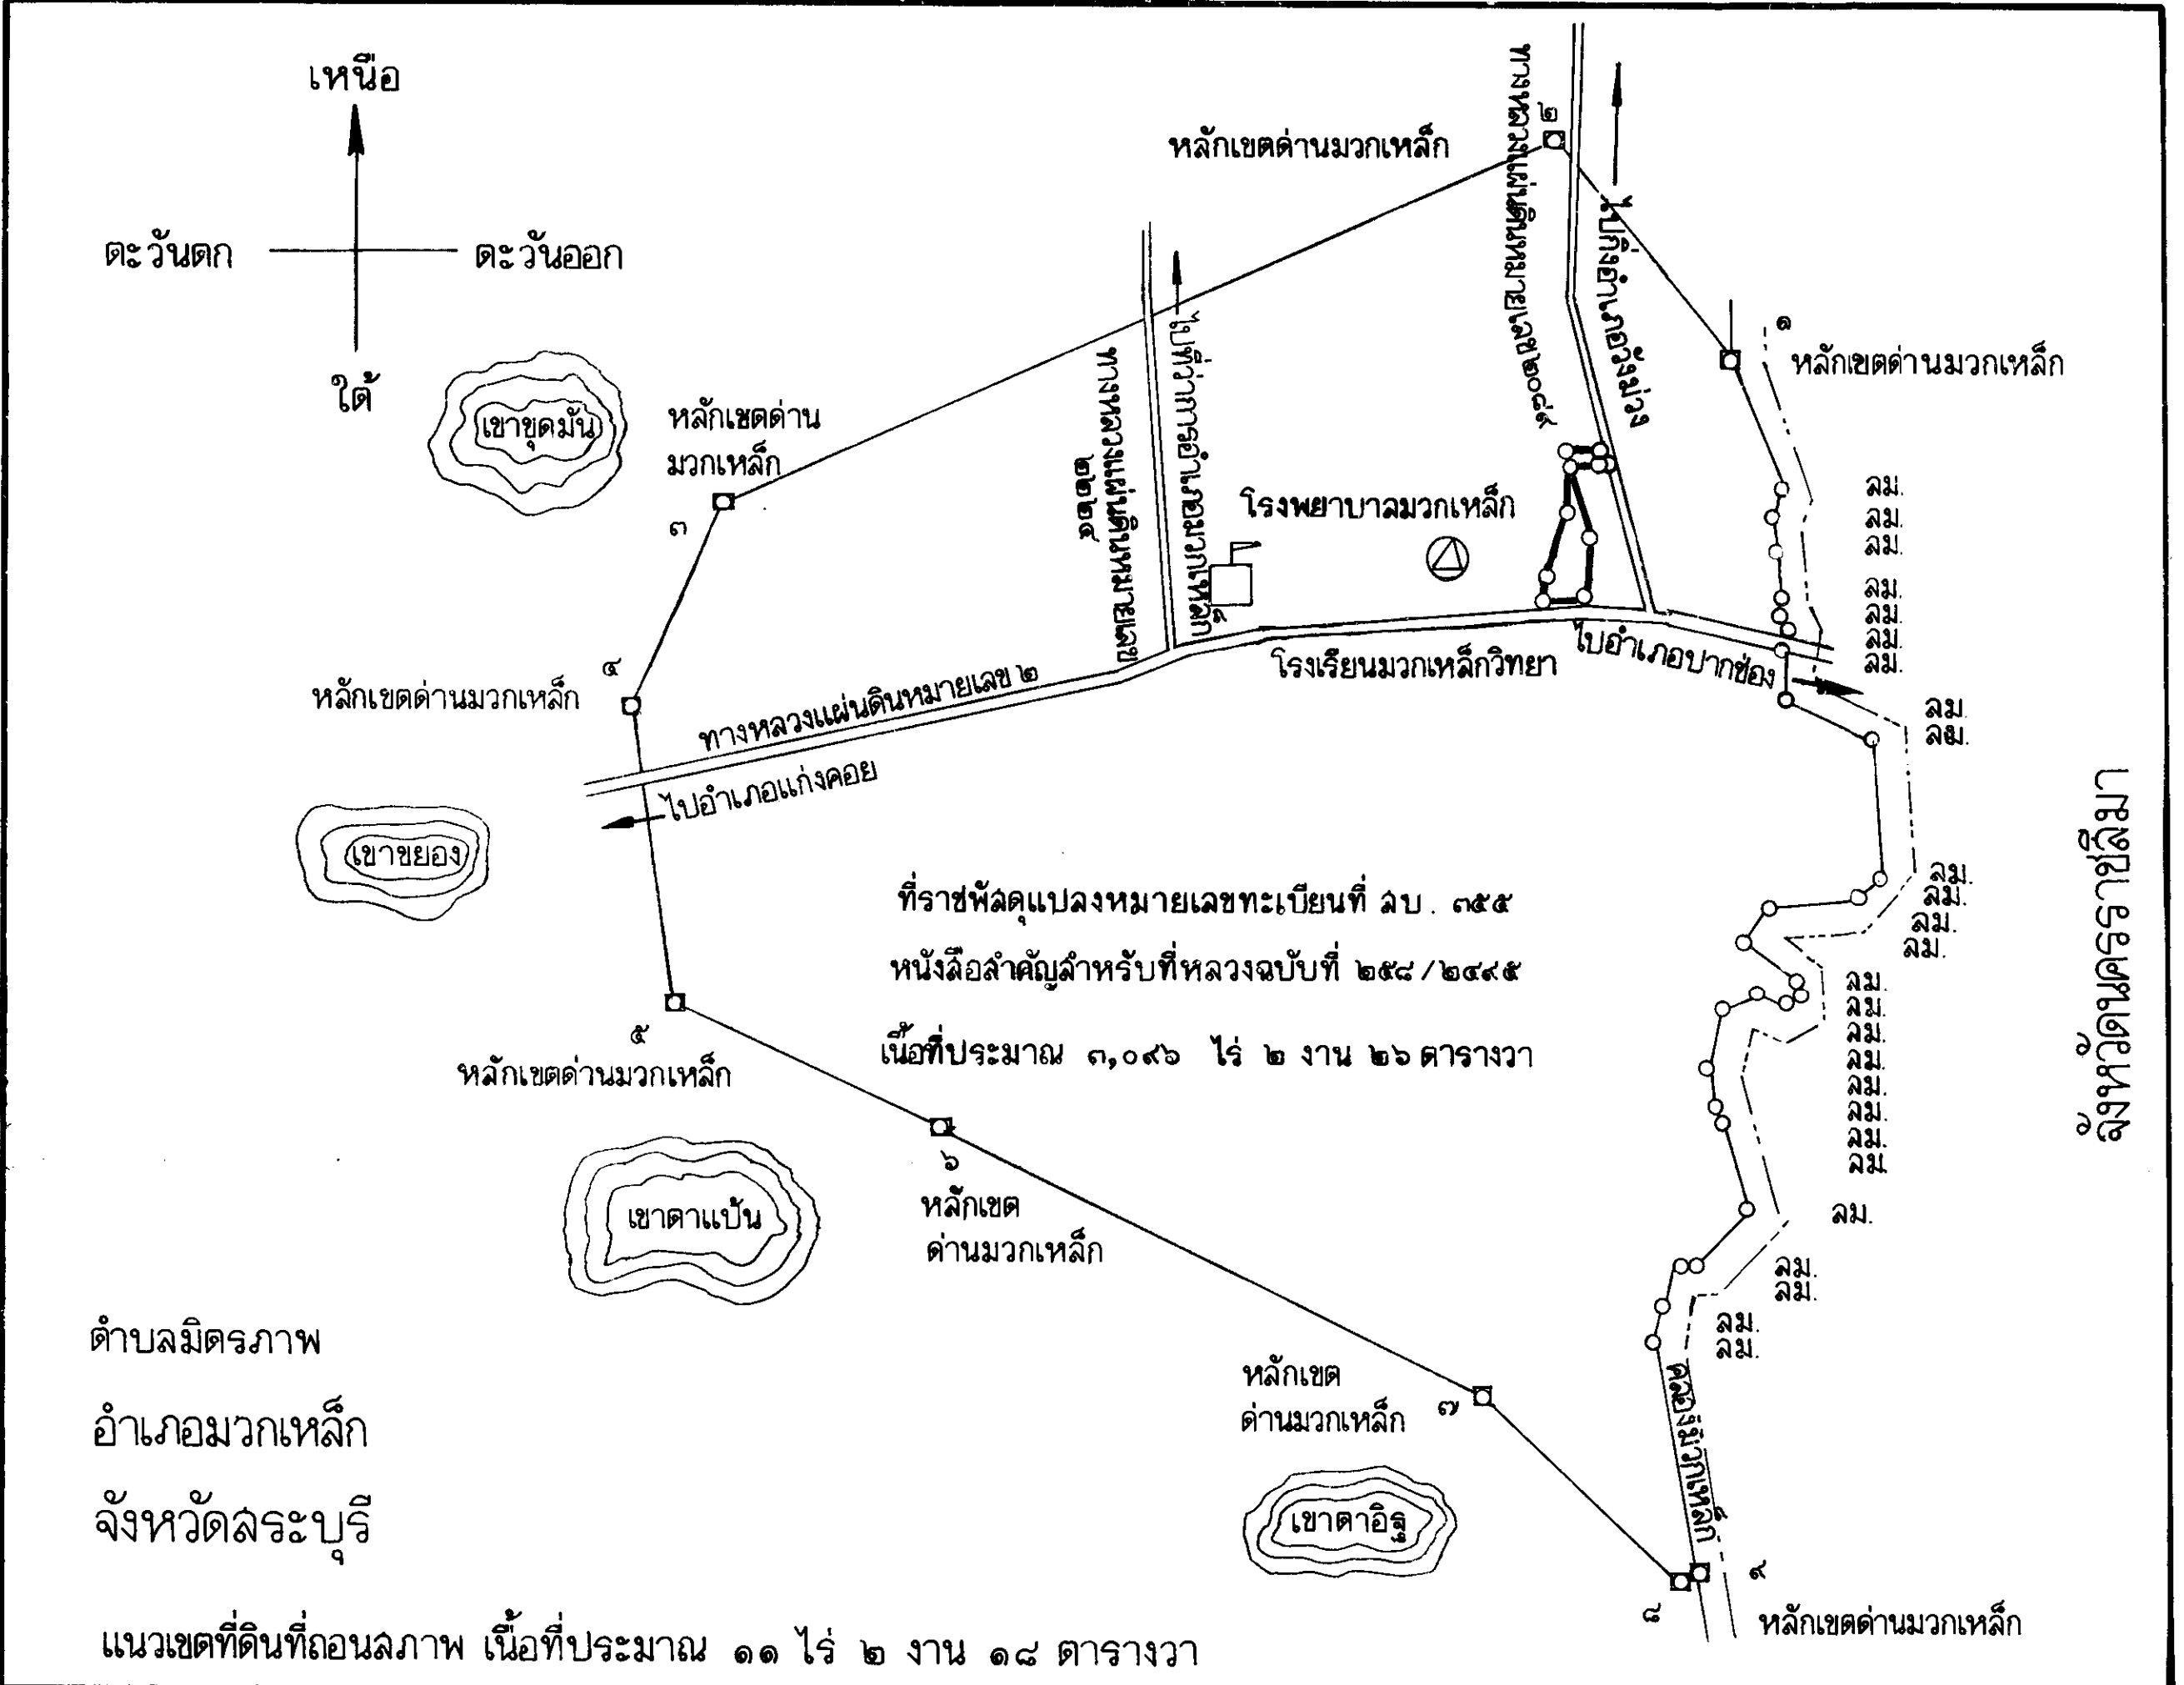 เหนือ
ตะวันตก
ตะวันออก
ใต้
หลักเขตด่านมวกเหล็ก
๒
ทางหลวงแผ่นดินหมายเลข๒๐๘๙
ไปกิ่งอำเภอวังม่วง
๑
หลักเขตด่านมวกเหล็ก
เขาขุดมัน
หลักเขตด่าน
มวกเหล็ก
๓
ทางหลวงแผ่นดินหมายเลข
๒๒๒๔
ไปที่ว่าการอำเภอมวกเหล็ก
โรงพยาบาลมวกเหล็ก
ลม.
ลม.
ลม.
ลม.
ลม.
ลม.
ลม.
๔
หลักเขตด่านมวกเหล็ก
ทางหลวงแผ่นดินหมายเลข ๒
โรงเรียนมวกเหล็กวิทยา
ไปอำเภอปากช่อง
ลม.
ลม.
ไปอำเภอแก่งคอย
เขาขยอง
ที่ราชพัสดุแปลงหมายเลขทะเบียนที่ สบ. ๓๕๕
หนังสือสำคัญสำหรับที่หลวงฉบับที่ ๒๕๘/๒๔๙๕
เนื้อที่ประมาณ ๓,๐๙๖ ไร่ ๒ งาน ๒๖ ตารางวา
ลม.
ลม.
ลม.
ลม.
จังหวัดนครราชสีมา
ลม.
ลม.
ลม.
ลม.
ลม.
ลม.
ลม.
ลม.
๕
หลักเขตด่านมวกเหล็ก
๖
หลักเขต
ด่านมวกเหล็ก
เขาตาแป้น
ลม.
ลม.
ลม.
ลม.
ลม.
หลักเขต
ด่านมวกเหล็ก
๗
คลองมวกเหล็ก
เขาตาอิฐ
๘
๙
หลักเขตด่านมวกเหล็ก
ตำบลมิตรภาพ
อำเภอมวกเหล็ก
จังหวัดสระบุรี
แนวเขตที่ดินที่ถอนสภาพ เนื้อที่ประมาณ ๑๑ ไร่ ๒ งาน ๑๘ ตารางวา